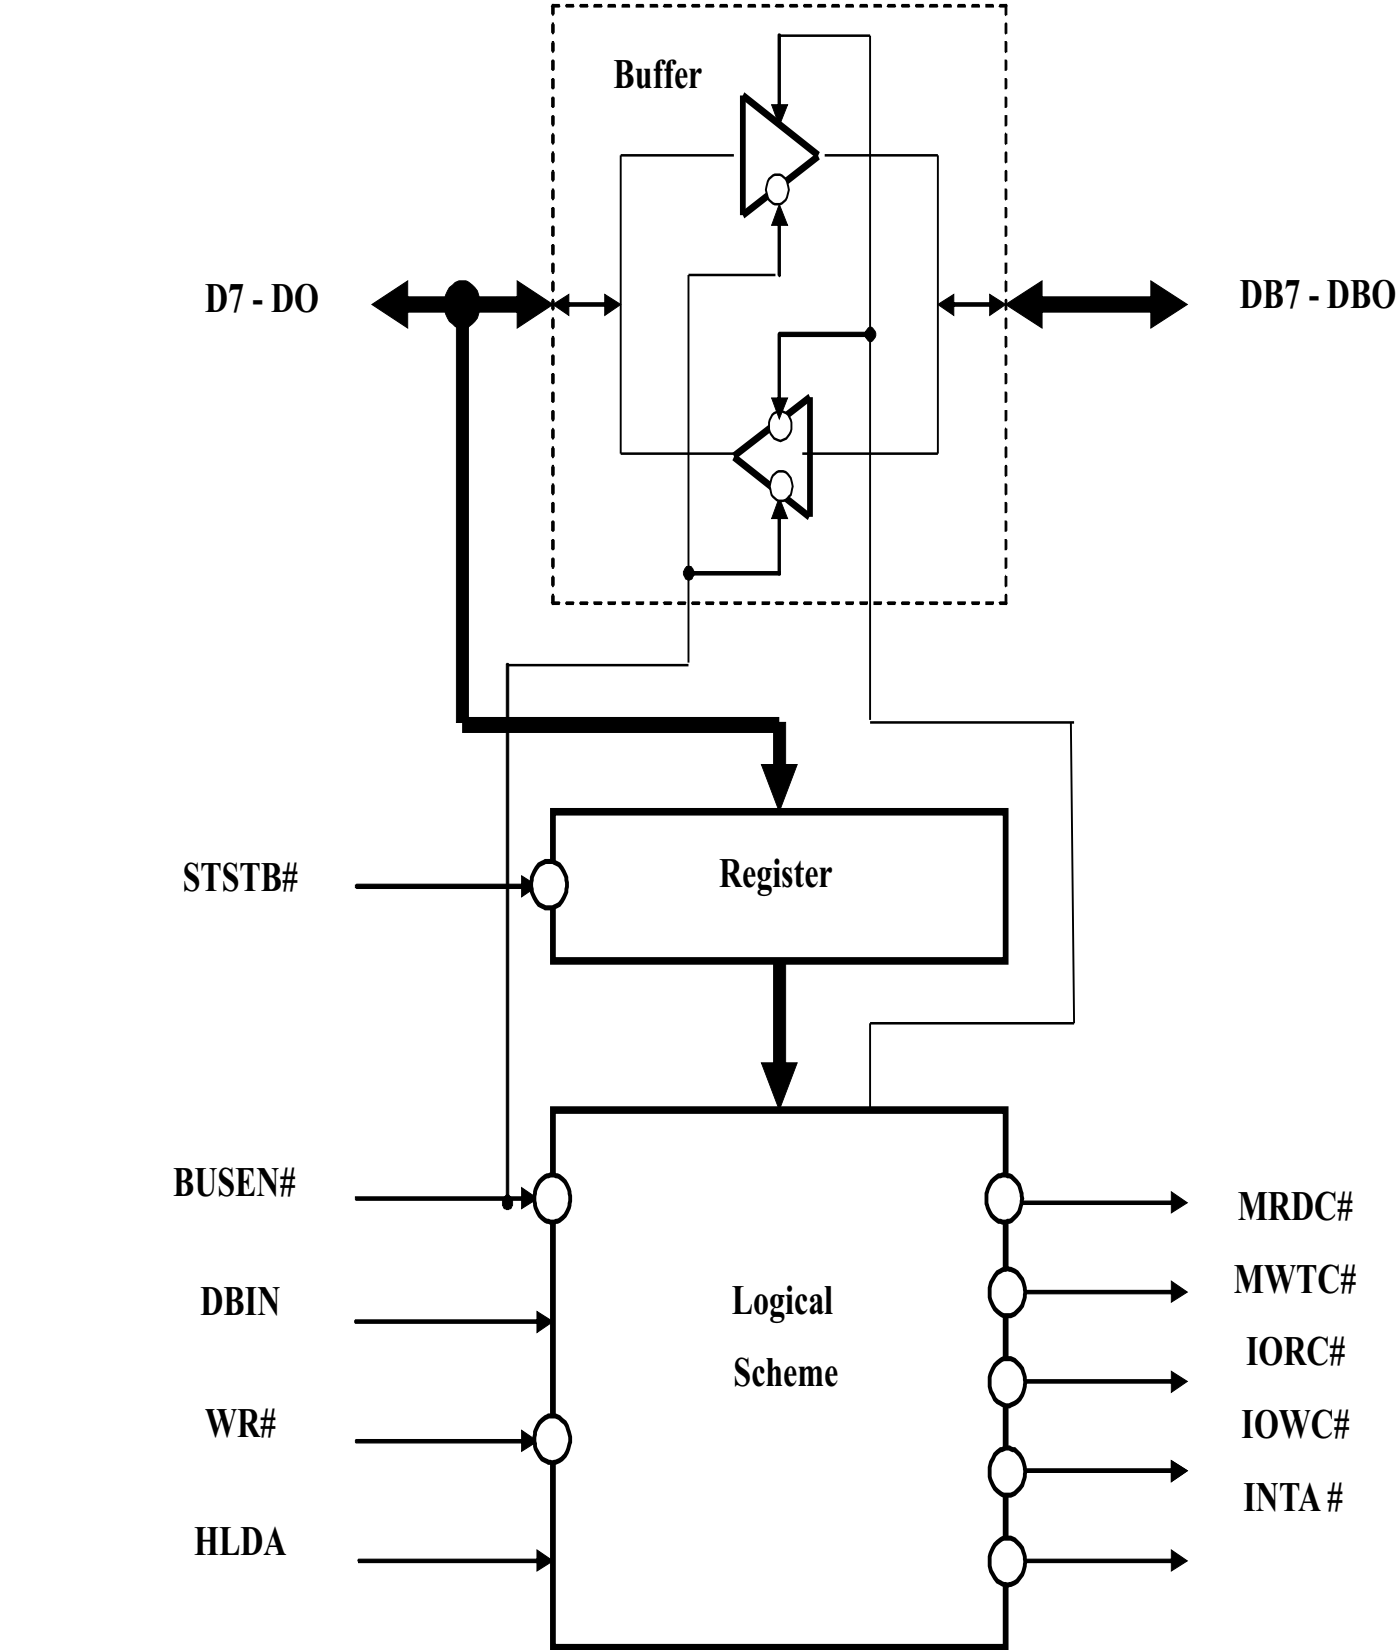 Buffer
D7 - DO
DB7 - DBO
STSTB#
Register
BUSEN#
MRDC#
DBIN
Logical
MWTC#
Scheme
IORC#
WR#
IOWC#
INTA #
HLDA